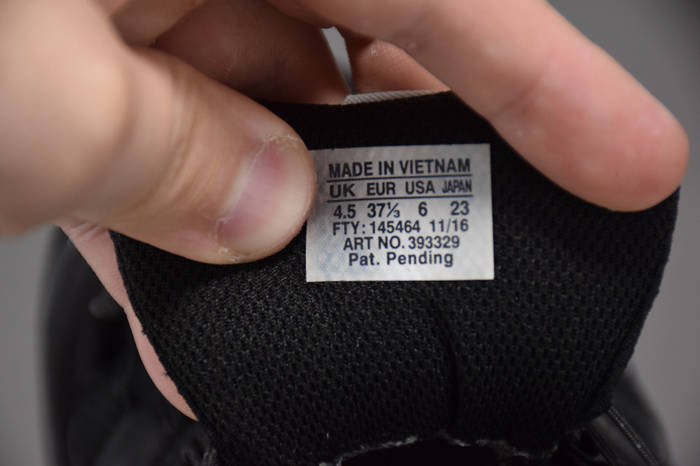 MADE IN VIETNAM
UK EUR USA JAPAN
4.5 37⅓ 6 23
FTY: 145464 11/16
ART NO. 393329
Pat. Pending